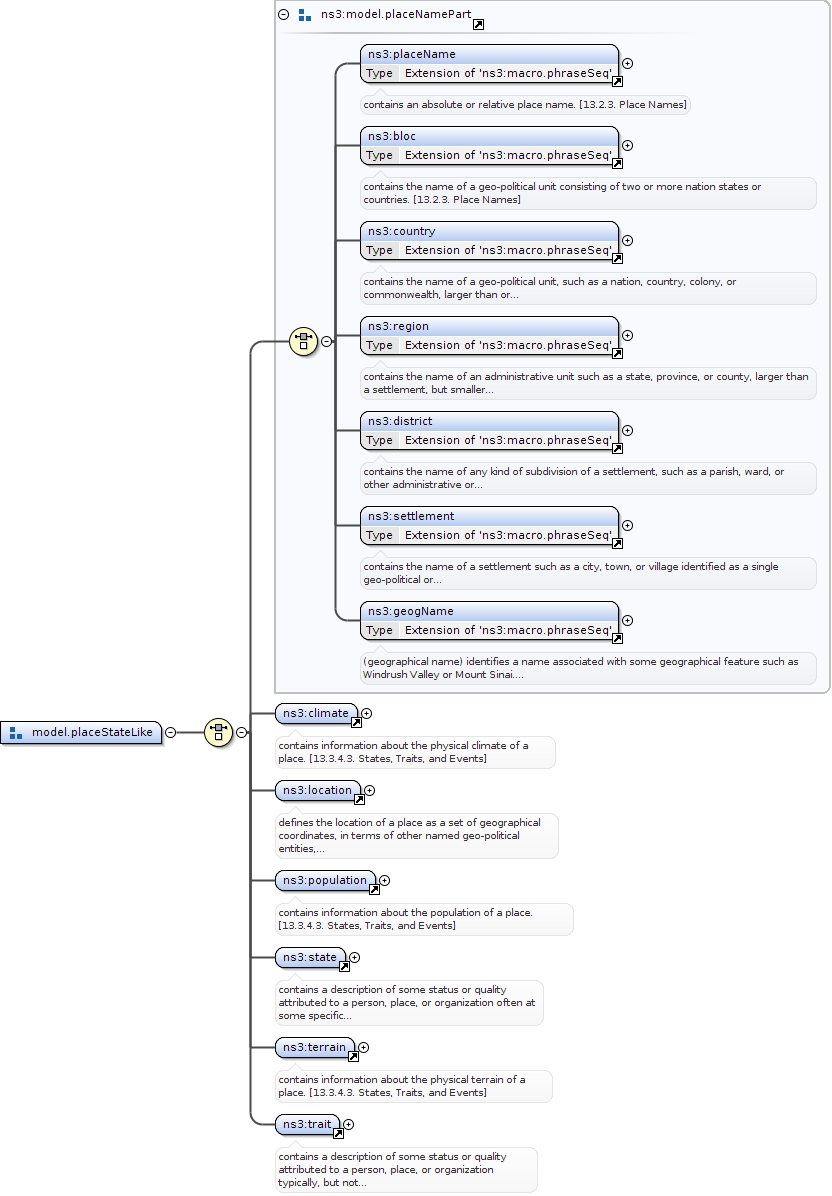 ns3:model.placeNamePart
ns3:placeName
Type Extension of 'ns3:macro.phraseSeq'
contains an absolute or relative place name. [13.2.3. Place Names]
ns3:bloc
Type Extension of 'ns3:macro.phraseSeq'
contains the name of a geo-political unit consisting of two or more nation states or
countries. [13.2.3. Place Names]
ns3:country
Type Extension of 'ns3:macro.phraseSeq'
contains the name of a geo-political unit, such as a nation, country, colony, or
commonwealth, larger than or...
ns3:region
Type Extension of 'ns3:macro.phraseSeq'
contains the name of an administrative unit such as a state, province, or county, larger than
a settlement, but smaller...
ns3:district
Type Extension of 'ns3:macro.phraseSeq'
contains the name of any kind of subdivision of a settlement, such as a parish, ward, or
other administrative or...
ns3:settlement
Type Extension of 'ns3:macro.phraseSeq'
contains the name of a settlement such as a city, town, or village identified as a single
geo-political or...
ns3:geogName
Type Extension of 'ns3:macro.phraseSeq'
(geographical name) identifies a name associated with some geographical feature such as
Windrush Valley or Mount Sinai....
model.placeStateLike
ns3:climate
contains information about the physical climate of a
place. [13.3.4.3. States, Traits, and Events]
ns3:location
defines the location of a place as a set of geographical
coordinates, in terms of other named geo-political
entities,...
ns3:population
contains information about the population of a place.
[13.3.4.3. States, Traits, and Events]
ns3:state
contains a description of some status or quality
attributed to a person, place, or organization often at
some specific...
ns3:terrain
contains information about the physical terrain of a
place. [13.3.4.3. States, Traits, and Events]
ns3:trait
contains a description of some status or quality
attributed to a person, place, or organization
typically, but not...